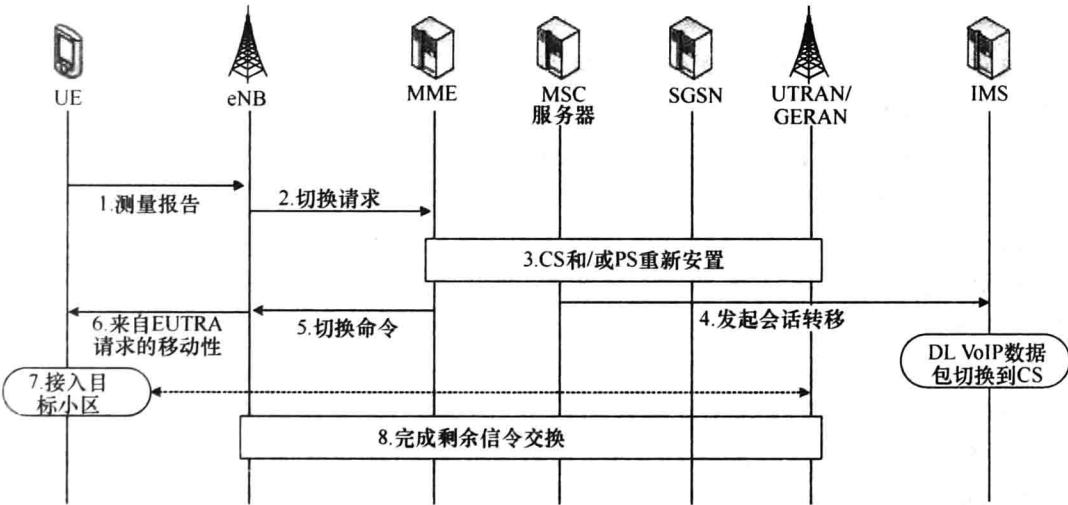 UE
eNB
MME
MSC
服务器
SGSN
UTRAN/
GERAN
IMS
1.测量报告
2.切换请求
3.CS和/或PS重新安置
4.发起会话转移
5.切换命令
6.来自EUTRA
请求的移动性
DL VoIP数据
包切换到CS
7.接入目
标小区
8.完成剩余信令交换